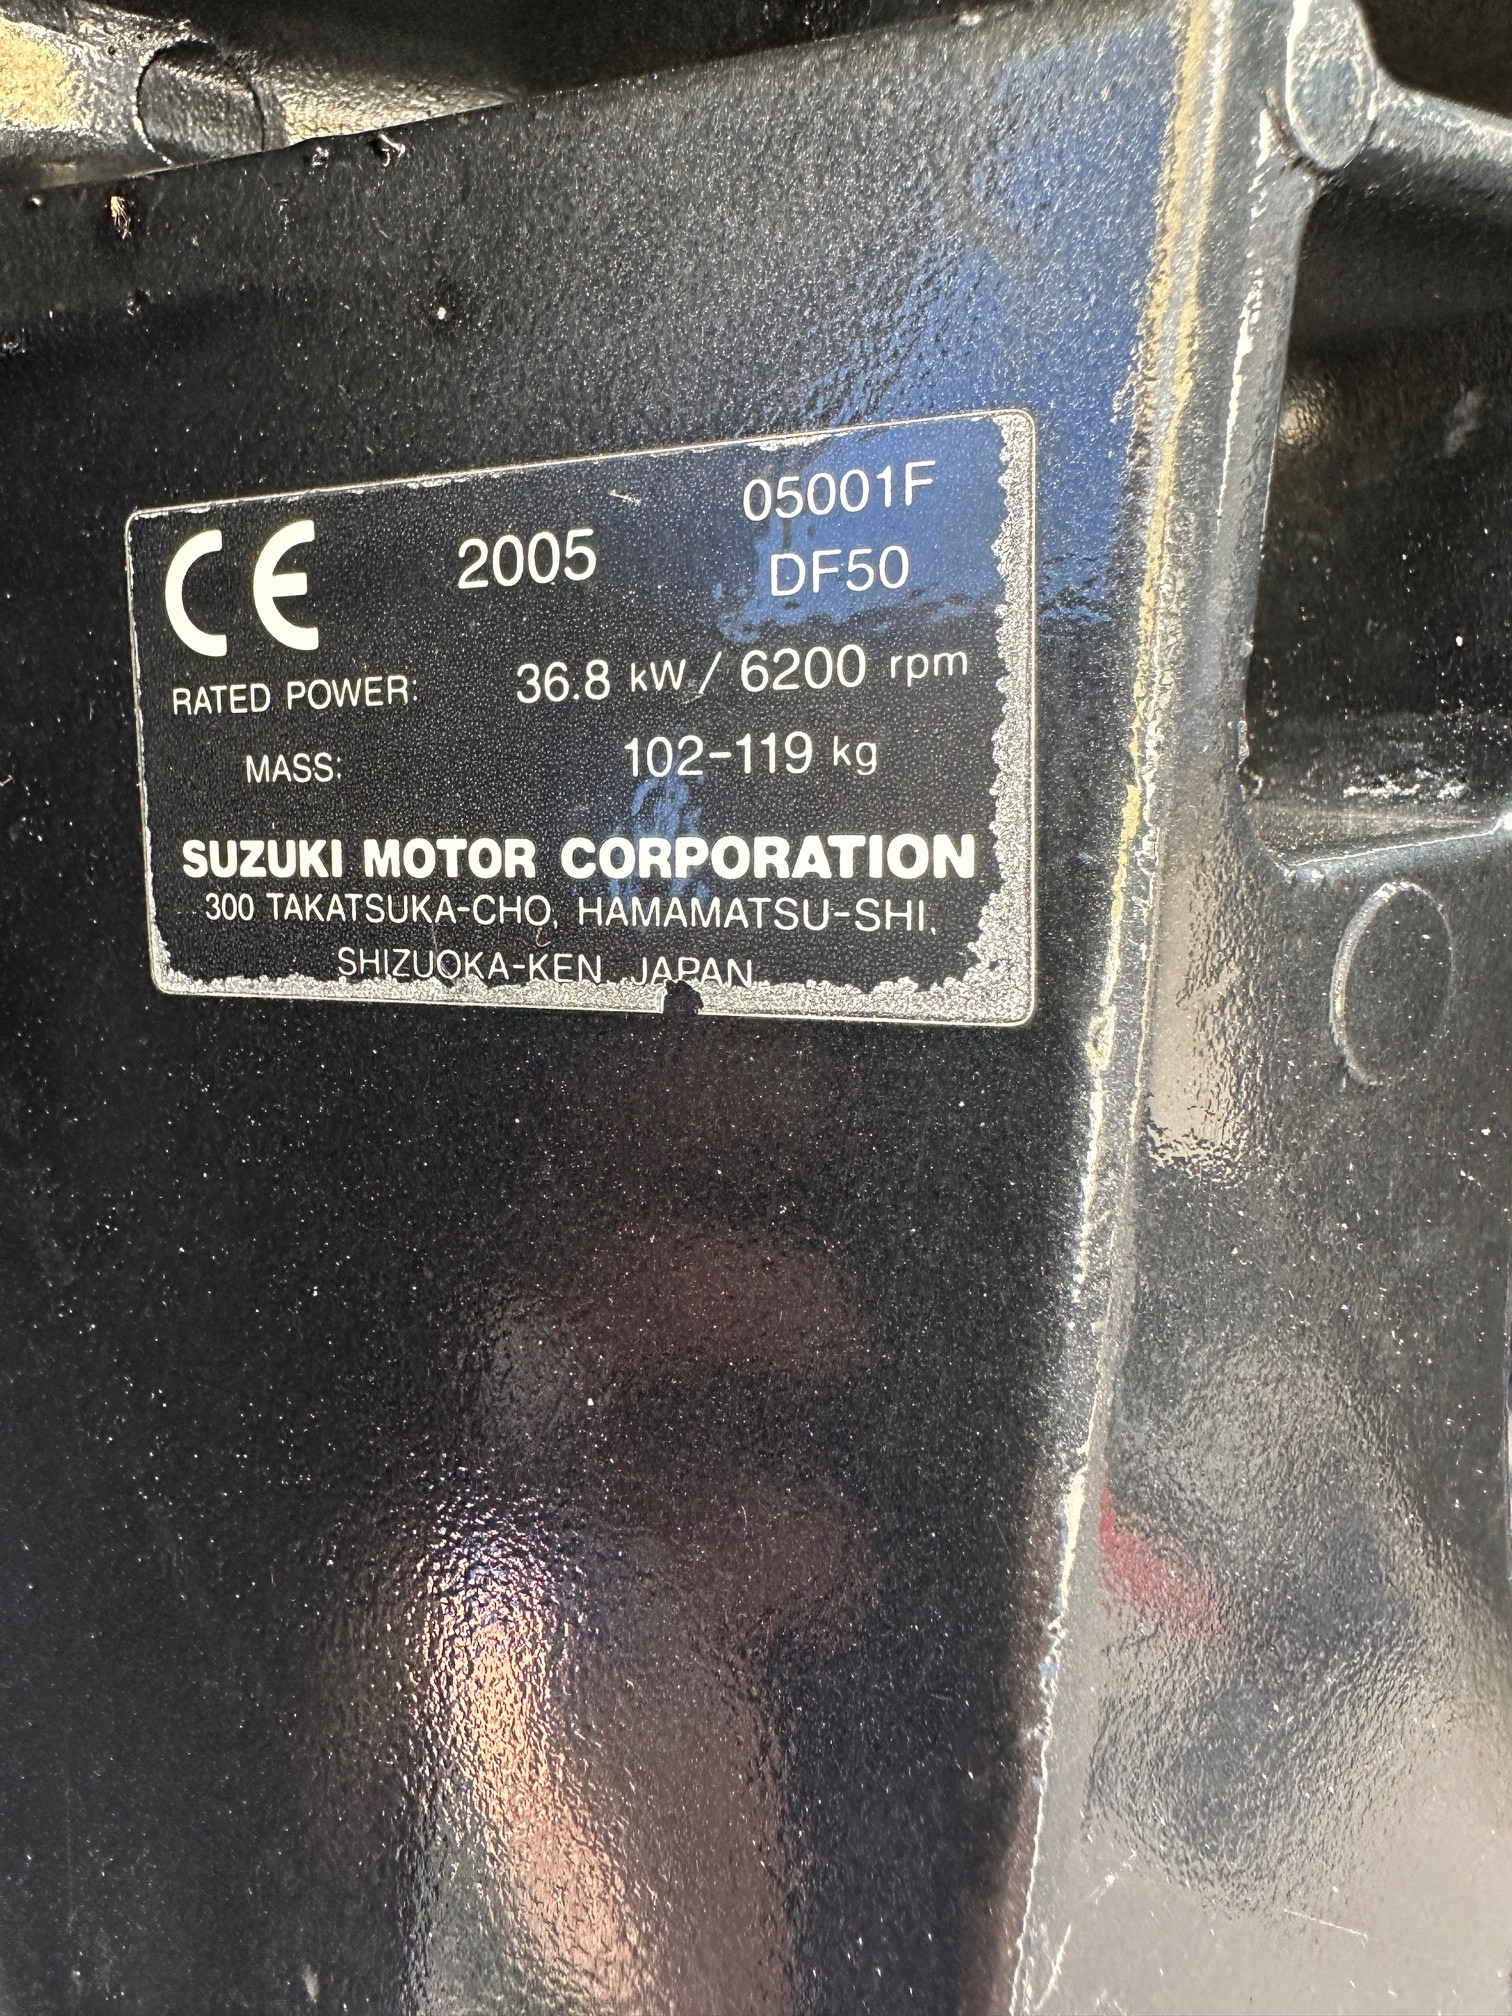 CE 2005 05001F
DF50
RATED POWER: 36.8 kW / 6200 rpm
MASS: 102-119 kg
SUZUKI MOTOR CORPORATION
300 TAKATSUKA-CHO, HAMAMATSU-SHI,
SHIZUOKA-KEN JAPAN